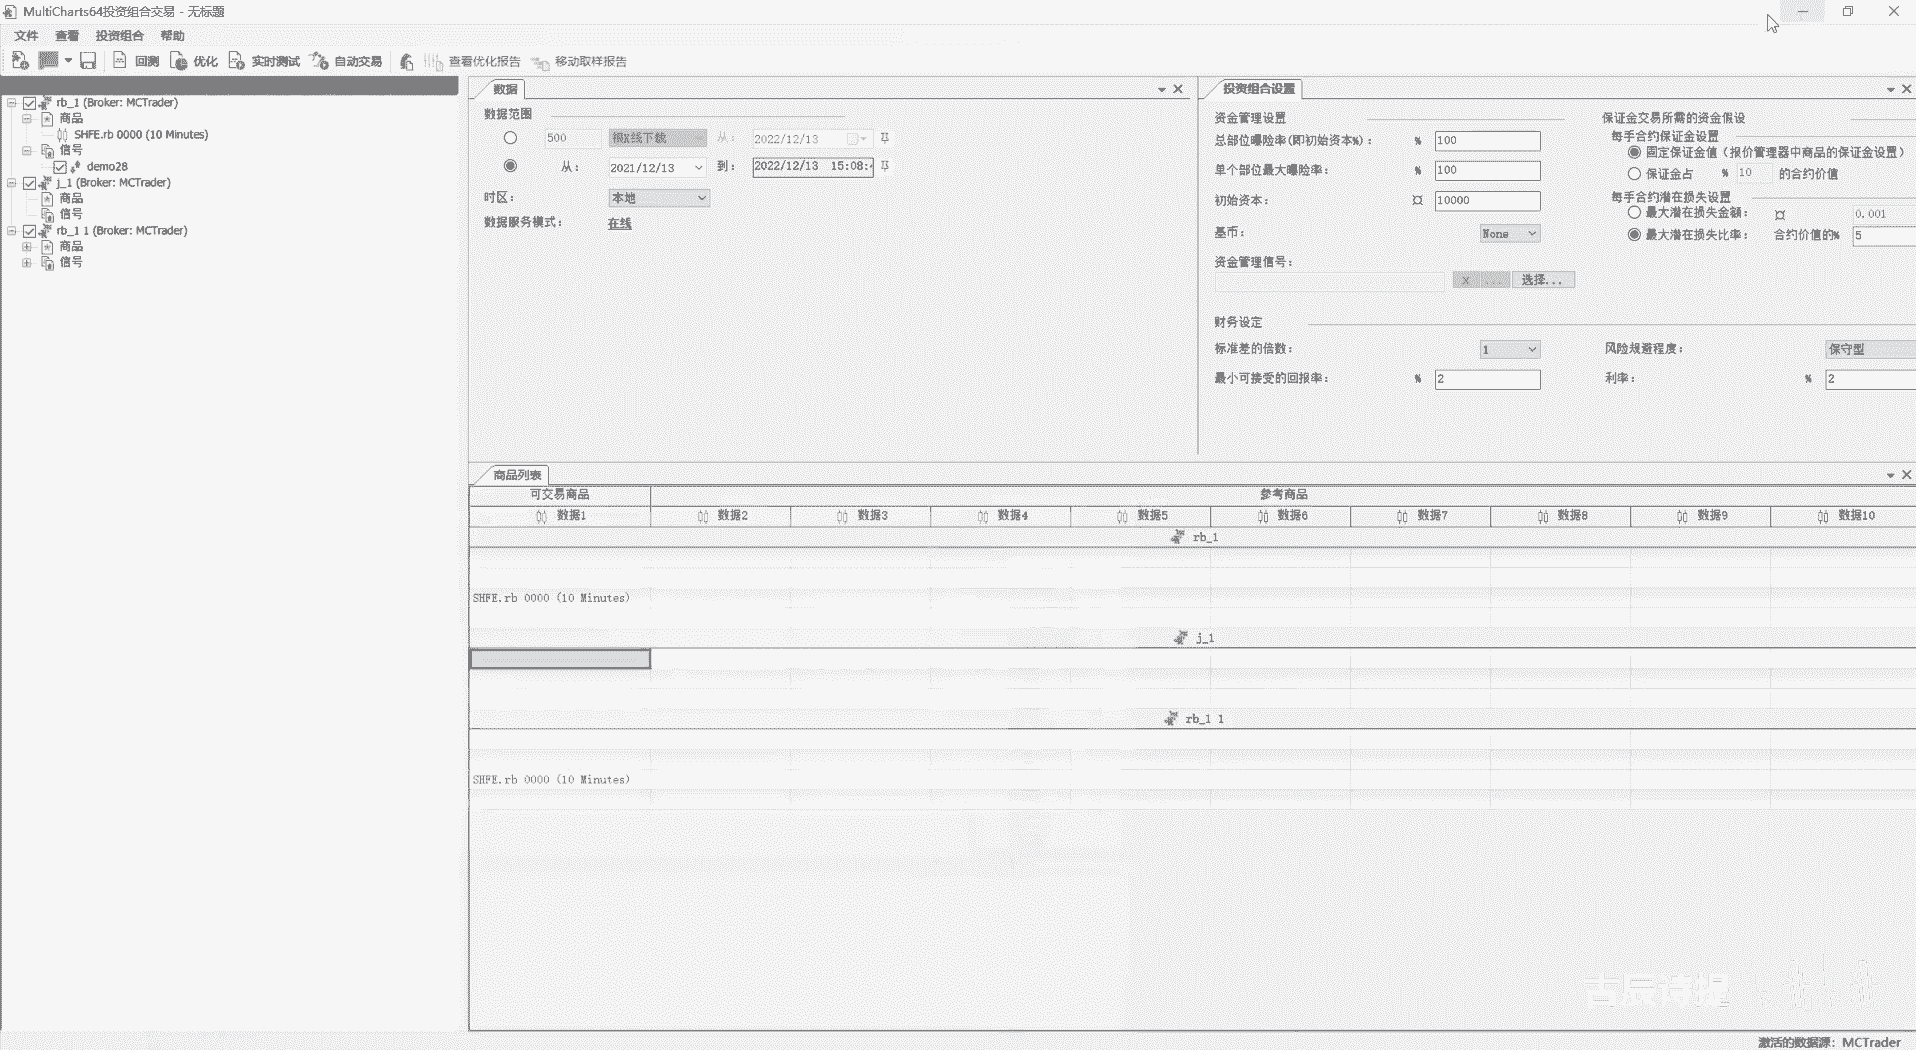 MultiCharts64投资组合交易 - 无标题
文件 查看 投资组合 帮助
回测 优化 实时测试 自动交易 查看优化报告 移动取样报告
rb_1 (Broker: MCTrader)
商品
SHFE.rb 0000 (10 Minutes)
信号
demo28
j_1 (Broker: MCTrader)
商品
信号
rb_1 1 (Broker: MCTrader)
商品
信号
数据
数据范围
500 根K线下载 从: 2022/12/13
从: 2021/12/13 到: 2022/12/13 15:08:
时区: 本地
数据服务模式: 在线
投资组合设置
资金管理设置
总部位曝险率(即初始资本%): % 100
单个部位最大曝险率: % 100
初始资本: ¤ 10000
基币: None
资金管理信号:
x ... 选择...
保证金交易所需的资金假设
每手合约保证金设置
固定保证金值(报价管理器中商品的保证金设置)
保证金占 % 10 的合约价值
每手合约潜在损失设置
最大潜在损失金额: ¤ 0.001
最大潜在损失比率: 合约价值的% 5
财务设定
标准差的倍数: 1 风险规避程度: 保守型
最小可接受的回报率: % 2 利率: % 2
商品列表
可交易商品 参考商品
数据1 数据2 数据3 数据4 数据5 数据6 数据7 数据8 数据9 数据10
rb_1
SHFE.rb 0000 (10 Minutes)
j_1
rb_1 1
SHFE.rb 0000 (10 Minutes)
激活的数据源: MCTrader